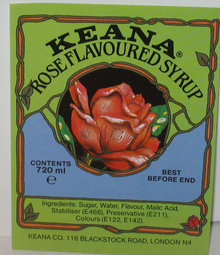 KEANA®
ROSE FLAVOURED SYRUP
CONTENTS
720 ml
e
BEST
BEFORE END
Ingredients: Sugar, Water, Flavour, Malic Acid,
Stabiliser (E466), Preservative (E211),
Colours (E122, E142).
KEANA CO. 116 BLACKSTOCK ROAD, LONDON N4